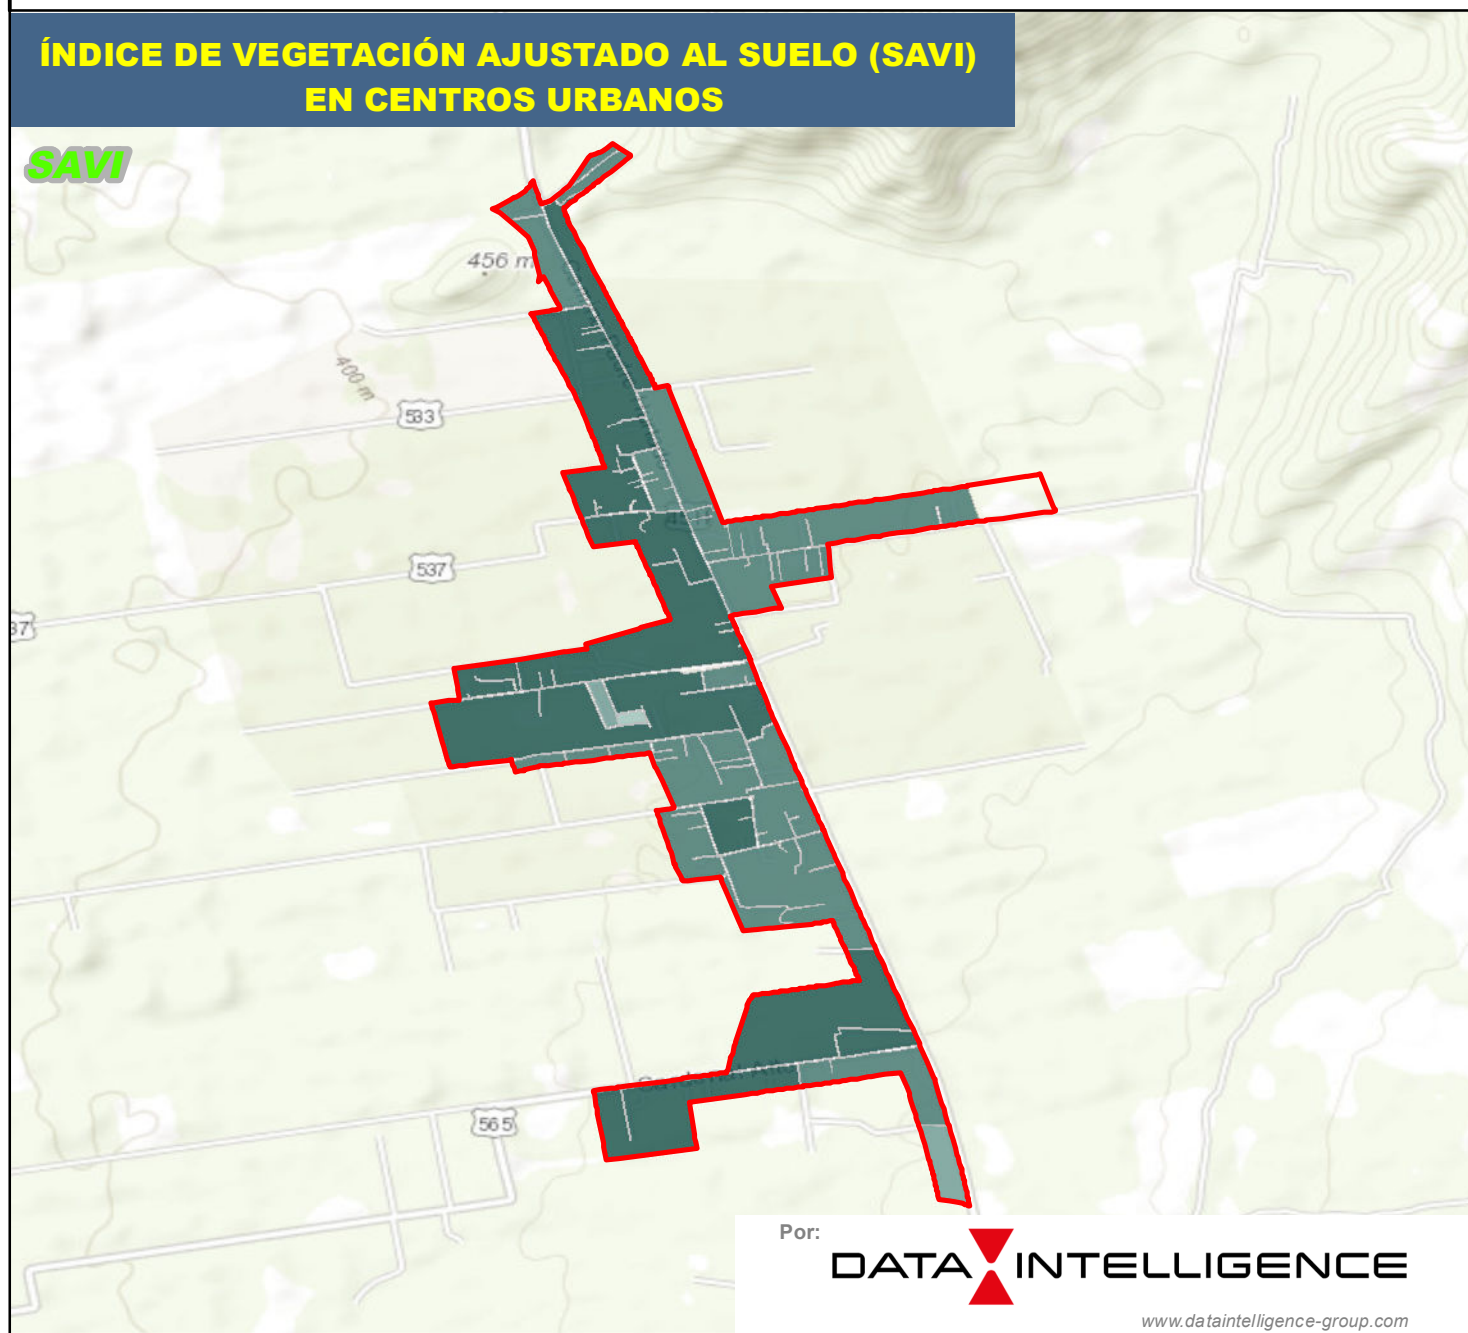 ÍNDICE DE VEGETACIÓN AJUSTADO AL SUELO (SAVI)
EN CENTROS URBANOS
SAVI
456 m
400 m
533
537
37
565
Por:
DATA INTELLIGENCE
www.dataintelligence-group.com